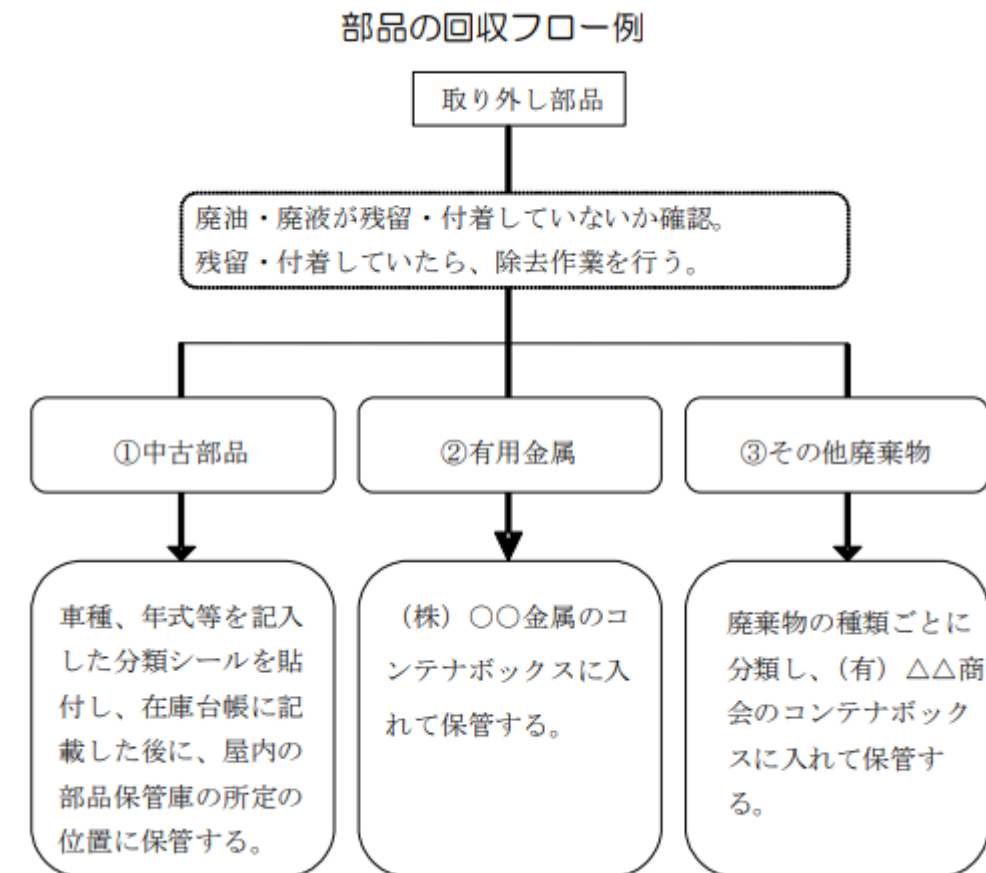 部品の回収フロー例
取り外し部品
廃油・廃液が残留・付着していないか確認。
残留・付着していたら、除去作業を行う。
①中古部品
②有用金属
③その他廃棄物
車種、年式等を記入
した分類シールを貼
付し、在庫台帳に記
載した後に、屋内の
部品保管庫の所定の
位置に保管する。
（株）○○金属のコ
ンテナボックスに入
れて保管する。
廃棄物の種類ごとに
分類し、（有）△△商
会のコンテナボック
スに入れて保管す
る。